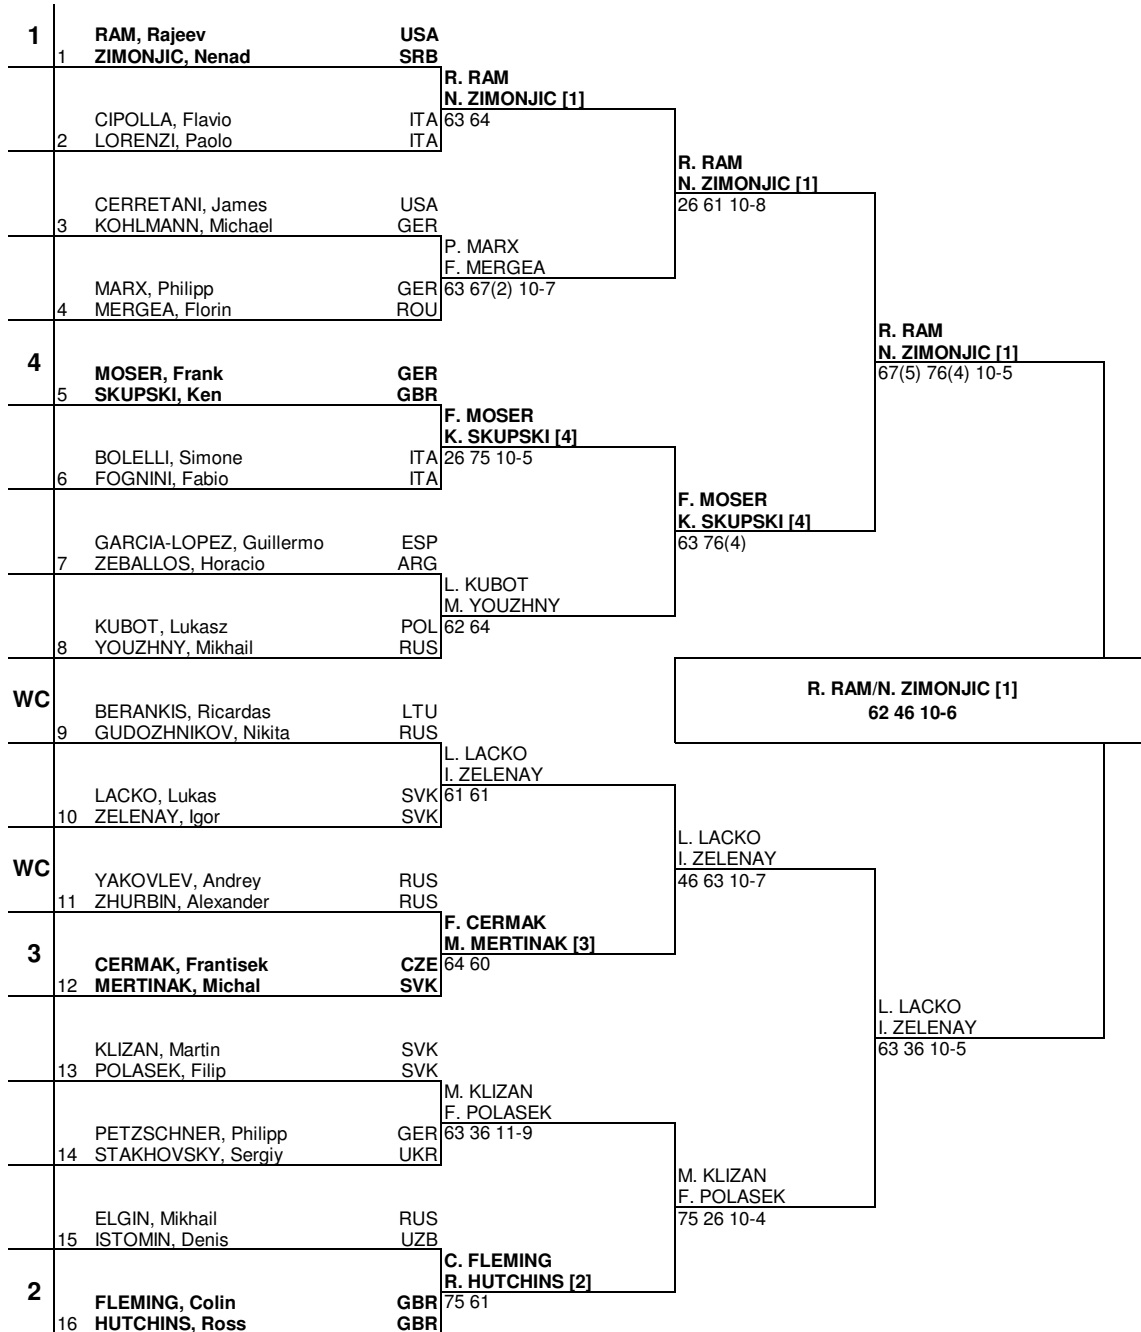 1 RAM, Rajeev USA
1 ZIMONJIC, Nenad SRB
R. RAM
N. ZIMONJIC [1]
CIPOLLA, Flavio ITA 63 64
2 LORENZI, Paolo ITA
R. RAM
N. ZIMONJIC [1]
CERRETANI, James USA 26 61 10-8
3 KOHLMANN, Michael GER
P. MARX
F. MERGEA
MARX, Philipp GER 63 67(2) 10-7
4 MERGEA, Florin ROU
R. RAM
N. ZIMONJIC [1]
4 MOSER, Frank GER 67(5) 76(4) 10-5
5 SKUPSKI, Ken GBR
F. MOSER
K. SKUPSKI [4]
BOLELLI, Simone ITA 26 75 10-5
6 FOGNINI, Fabio ITA
F. MOSER
K. SKUPSKI [4]
GARCIA-LOPEZ, Guillermo ESP 63 76(4)
7 ZEBALLOS, Horacio ARG
L. KUBOT
M. YOUZHNY
KUBOT, Lukasz POL 62 64
8 YOUZHNY, Mikhail RUS
R. RAM/N. ZIMONJIC [1]
WC BERANKIS, Ricardas LTU 62 46 10-6
9 GUDOZHNIKOV, Nikita RUS
L. LACKO
I. ZELENAY
LACKO, Lukas SVK 61 61
10 ZELENAY, Igor SVK
L. LACKO
I. ZELENAY
WC YAKOVLEV, Andrey RUS 46 63 10-7
11 ZHURBIN, Alexander RUS
F. CERMAK
M. MERTINAK [3]
3 CERMAK, Frantisek CZE 64 60
12 MERTINAK, Michal SVK
L. LACKO
I. ZELENAY
KLIZAN, Martin SVK 63 36 10-5
13 POLASEK, Filip SVK
M. KLIZAN
F. POLASEK
PETZSCHNER, Philipp GER 63 36 11-9
14 STAKHOVSKY, Sergiy UKR
M. KLIZAN
F. POLASEK
ELGIN, Mikhail RUS 75 26 10-4
15 ISTOMIN, Denis UZB
C. FLEMING
R. HUTCHINS [2]
2 FLEMING, Colin GBR 75 61
16 HUTCHINS, Ross GBR